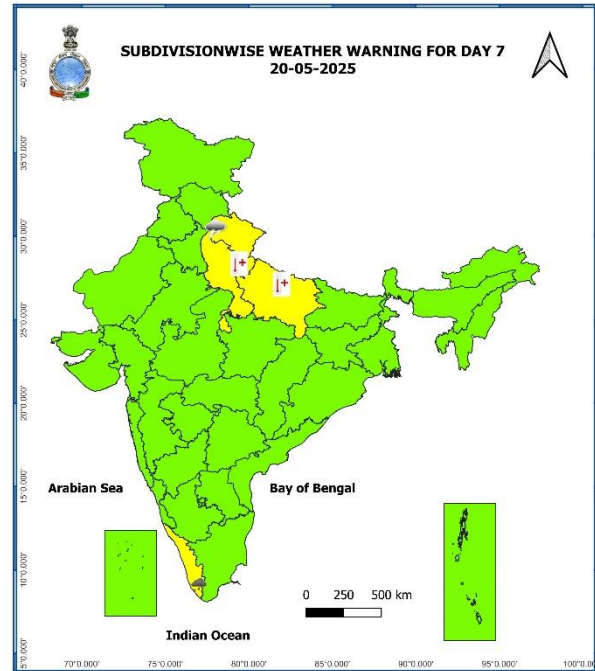 SUBDIVISIONWISE WEATHER WARNING FOR DAY 7
20-05-2025
40°0.000'
35°0.000'
30°0.000'
25°0.000'
20°0.000'
15°0.000'
10°0.000'
5°0.000'
Arabian Sea
Bay of Bengal
0 250 500 km
Indian Ocean
70°0.000' 75°0.000' 80°0.000' 85°0.000' 90°0.000' 95°0.000' 100°0.000'